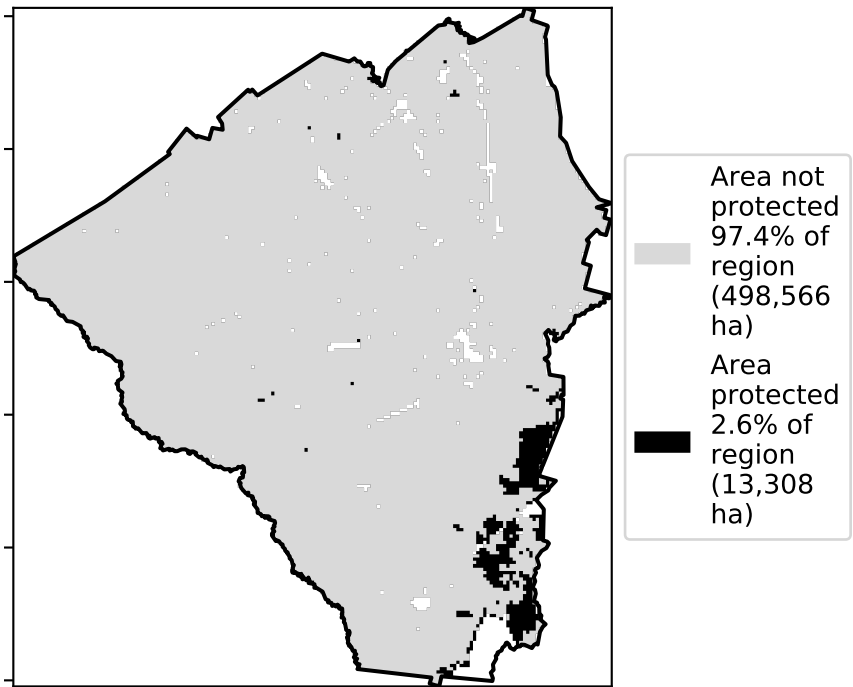 Area not
protected
97.4% of
region
(498,566
ha)
Area
protected
2.6% of
region
(13,308
ha)